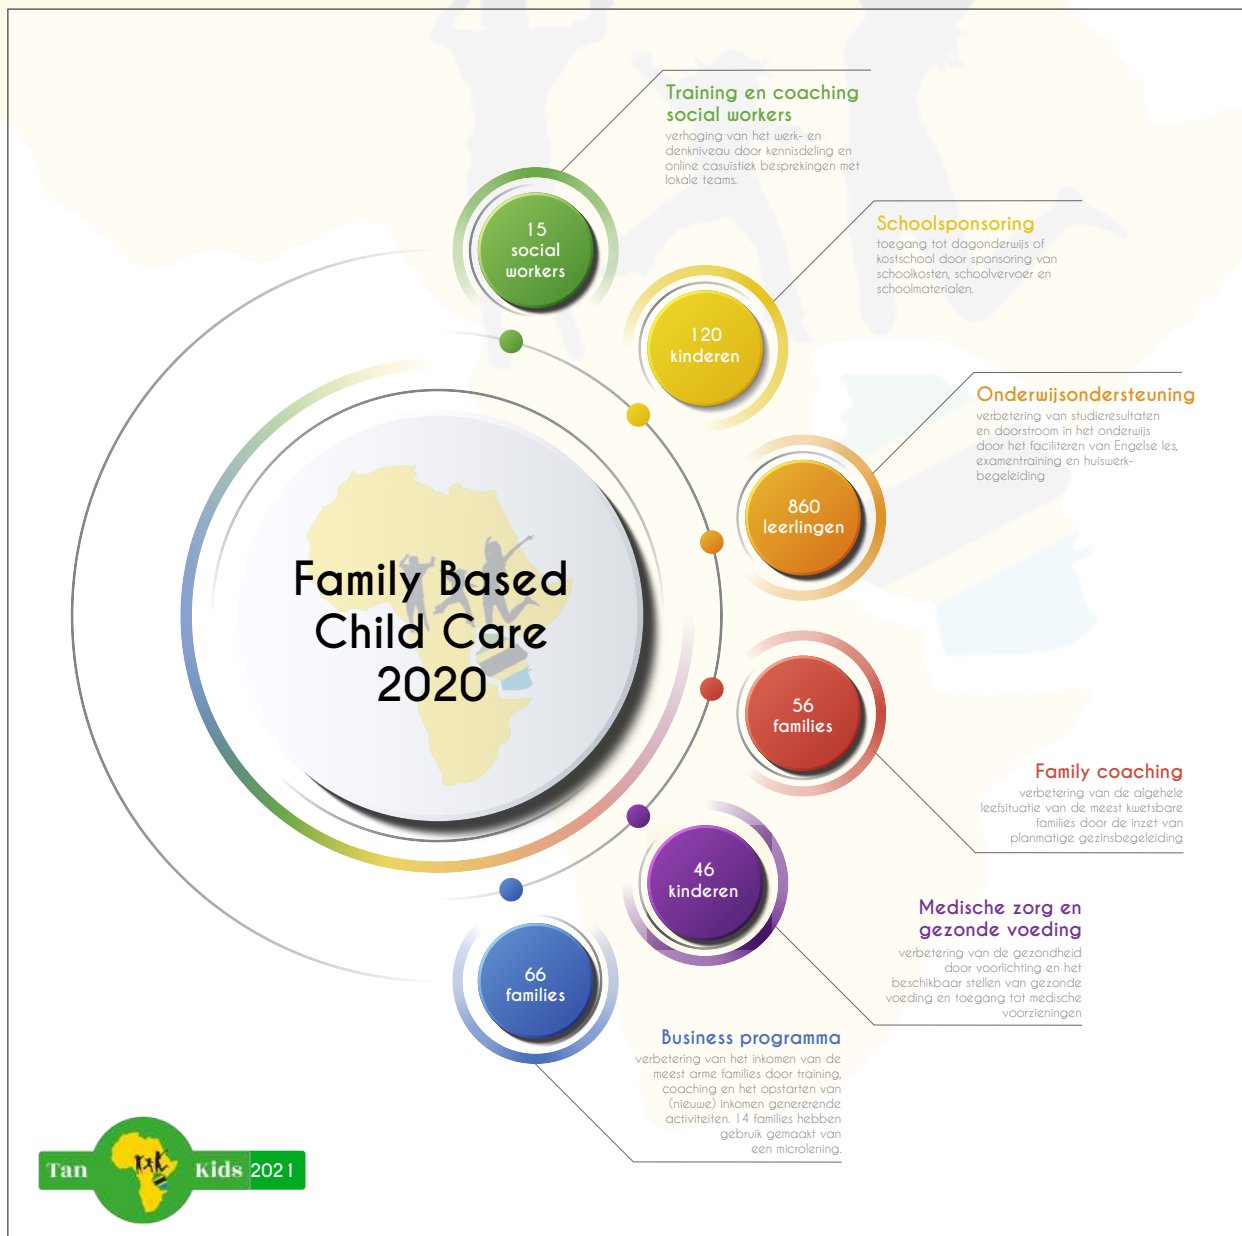 Training en coaching
social workers
verhoging van het werk- en
denkniveau door kennisdeling en
online casuïstiek besprekingen met
lokale teams.
15
social
workers
Schoolsponsoring
toegang tot dagonderwijs of
kostschool door sponsoring van
schoolkosten, schoolvervoer en
schoolmaterialen.
120
kinderen
Onderwijsondersteuning
verbetering van studieresultaten
en doorstroom in het onderwijs
door het faciliteren van Engelse les,
examentraining en huiswerk-
begeleiding
860
leerlingen
Family Based
Child Care
2020
56
families
Family coaching
verbetering van de algehele
leefsituatie van de meest kwetsbare
families door de inzet van
planmatige gezinsbegeleiding
46
kinderen
Medische zorg en
gezonde voeding
verbetering van de gezondheid
door voorlichting en het
beschikbaar stellen van gezonde
voeding en toegang tot medische
voorzieningen
66
families
Business programma
verbetering van het inkomen van de
meest arme families door training,
coaching en het opstarten van
(nieuwe) inkomen genererende
activiteiten. 14 families hebben
gebruik gemaakt van
een microlening.
Tan Kids 2021